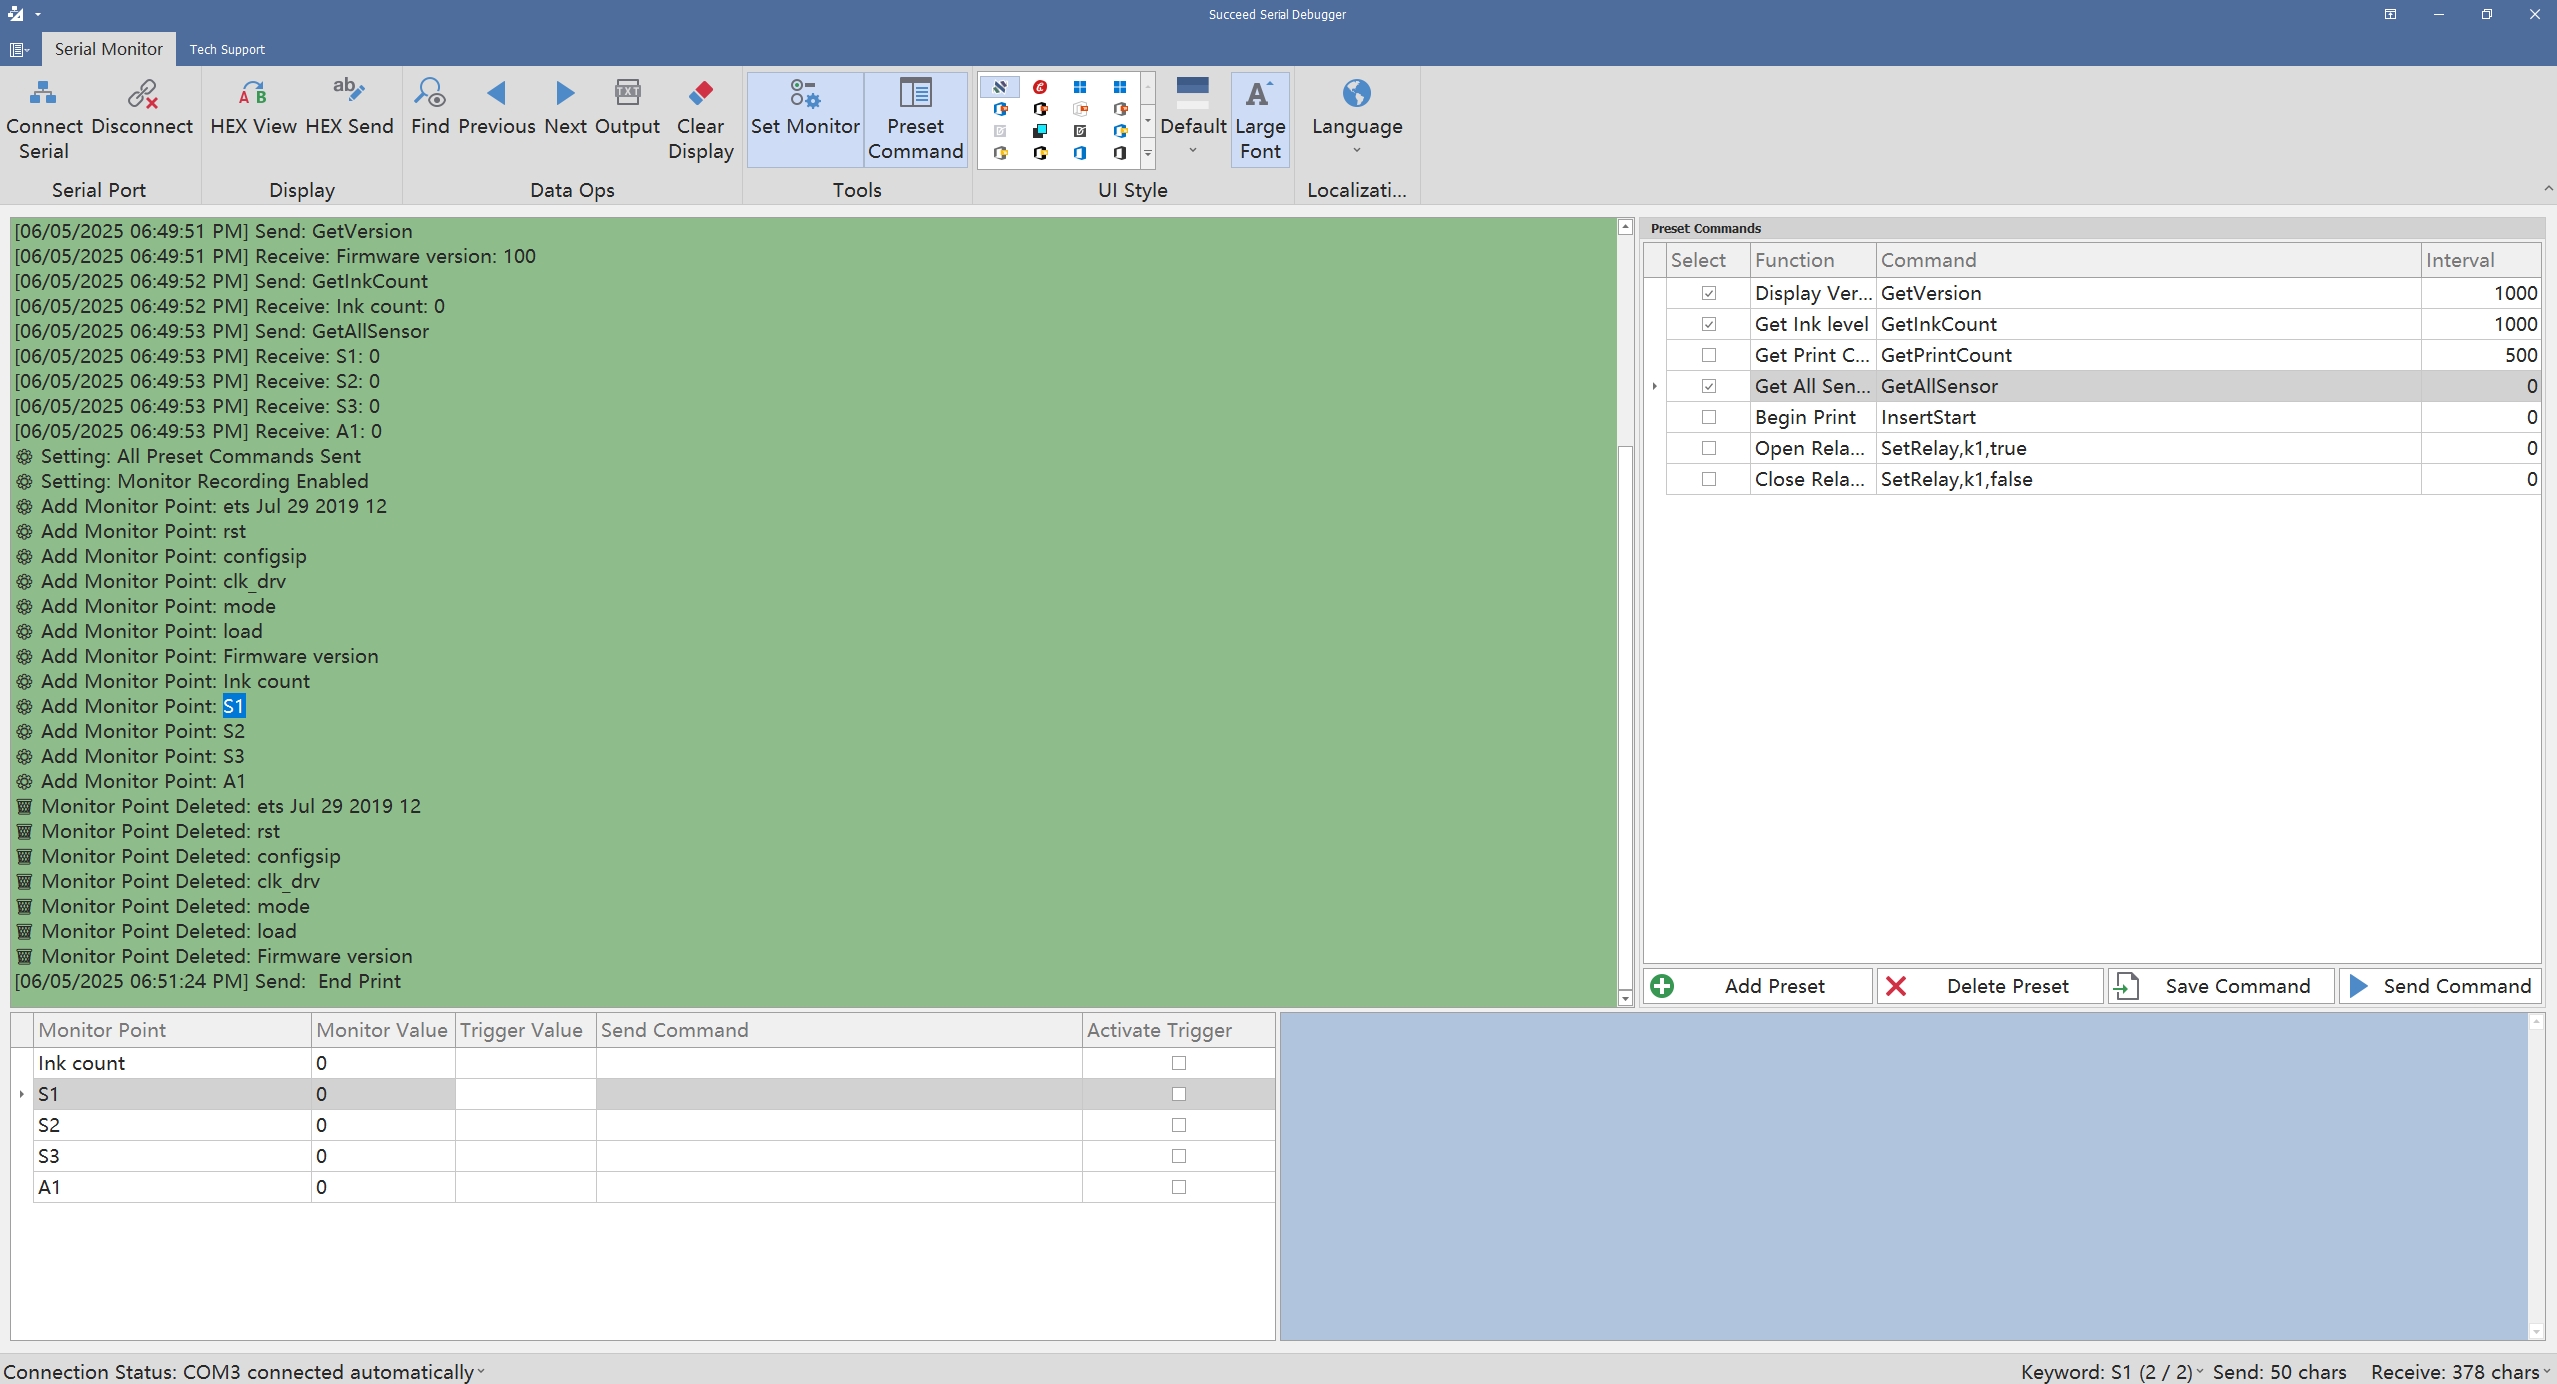 Succeed Serial Debugger
Serial Monitor
Tech Support
Connect Serial
Disconnect
HEX View
HEX Send
Find
Previous
Next
Output
Clear Display
Set Monitor
Preset Command
Default
Large Font
Language
Serial Port
Display
Data Ops
Tools
UI Style
Localizati...
[06/05/2025 06:49:51 PM] Send: GetVersion
[06/05/2025 06:49:51 PM] Receive: Firmware version: 100
[06/05/2025 06:49:52 PM] Send: GetInkCount
[06/05/2025 06:49:52 PM] Receive: Ink count: 0
[06/05/2025 06:49:53 PM] Send: GetAllSensor
[06/05/2025 06:49:53 PM] Receive: S1: 0
[06/05/2025 06:49:53 PM] Receive: S2: 0
[06/05/2025 06:49:53 PM] Receive: S3: 0
[06/05/2025 06:49:53 PM] Receive: A1: 0
Setting: All Preset Commands Sent
Setting: Monitor Recording Enabled
Add Monitor Point: ets Jul 29 2019 12
Add Monitor Point: rst
Add Monitor Point: configsip
Add Monitor Point: clk_drv
Add Monitor Point: mode
Add Monitor Point: load
Add Monitor Point: Firmware version
Add Monitor Point: Ink count
Add Monitor Point: S1
Add Monitor Point: S2
Add Monitor Point: S3
Add Monitor Point: A1
Monitor Point Deleted: ets Jul 29 2019 12
Monitor Point Deleted: rst
Monitor Point Deleted: configsip
Monitor Point Deleted: clk_drv
Monitor Point Deleted: mode
Monitor Point Deleted: load
Monitor Point Deleted: Firmware version
[06/05/2025 06:51:24 PM] Send:  End Print
Preset Commands
Select Function Command Interval
Display Ver... GetVersion 1000
Get Ink level GetInkCount 1000
Get Print C... GetPrintCount 500
Get All Sen... GetAllSensor 0
Begin Print InsertStart 0
Open Rela... SetRelay,k1,true 0
Close Rela... SetRelay,k1,false 0
Add Preset
Delete Preset
Save Command
Send Command
Monitor Point Monitor Value Trigger Value Send Command Activate Trigger
Ink count 0
S1 0
S2 0
S3 0
A1 0
Connection Status: COM3 connected automatically
Keyword: S1 (2 / 2) Send: 50 chars Receive: 378 chars